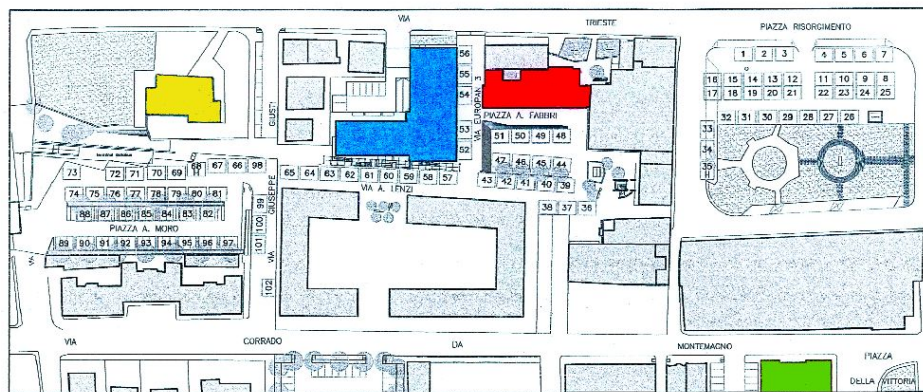 VIA TRIESTE
PIAZZA RISORGIMENTO
1 2 3 4 5 6 7
16 15 14 13 12 11 10 9 8
17 18 19 20 21 22 23 24 25
32 31 30 29 28 27 26
33
34
35
H
56
55
54
53
52
VIA EUROPAN 3
PIAZZA A. FABBRI
51 50 49 48
47 46 45 44
43 42 41 40 39
38 37 36
65 64 63 62 61 60 59 58 57
VIA A. LENZI
VIA GIUSEPPE GIUSTI
73 72 71 70 69 68 67 66 98
74 75 76 77 78 79 80 81
88 87 86 85 84 83 82
99
100
101
102
PIAZZA A. MORO
89 90 91 92 93 94 95 96 97
VIA
VIA CORRADO DA MONTEMAGNO
PIAZZA
DELLA VITTORIA